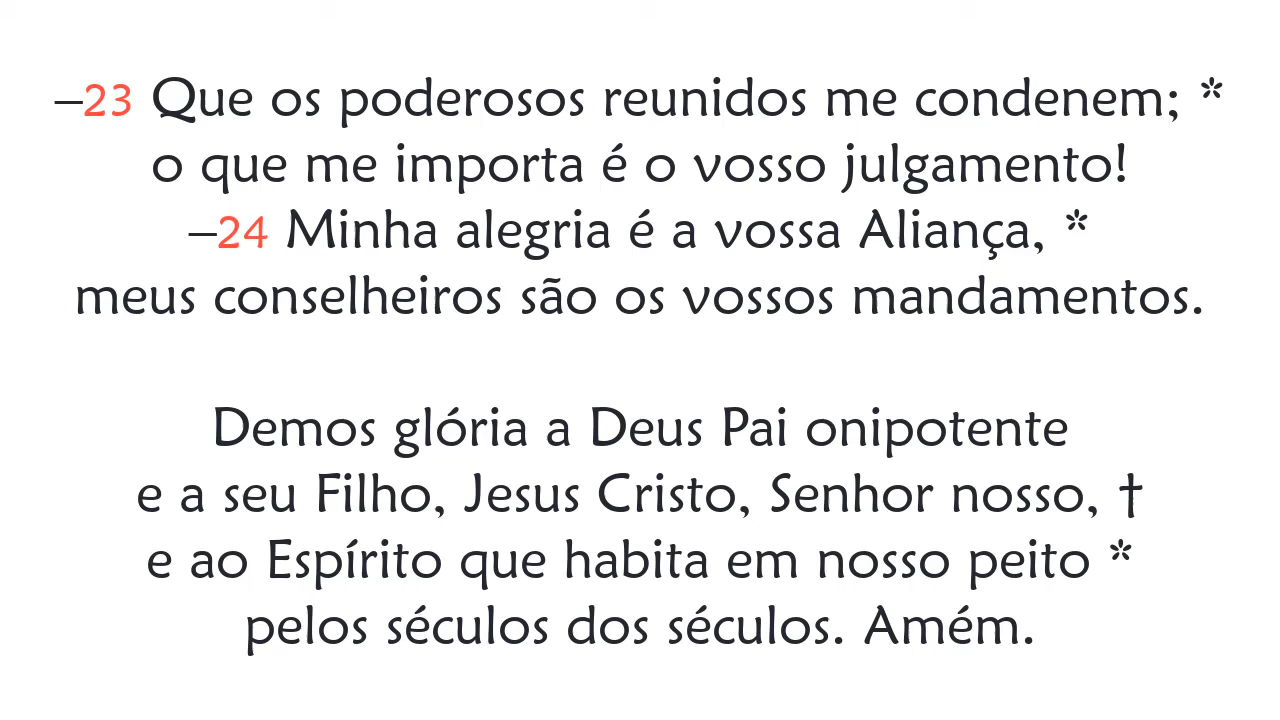 –23 Que os poderosos reunidos me condenem; *
o que me importa é o vosso julgamento!
–24 Minha alegria é a vossa Aliança, *
meus conselheiros são os vossos mandamentos.
Demos glória a Deus Pai onipotente
e a seu Filho, Jesus Cristo, Senhor nosso, †
e ao Espírito que habita em nosso peito *
pelos séculos dos séculos. Amém.